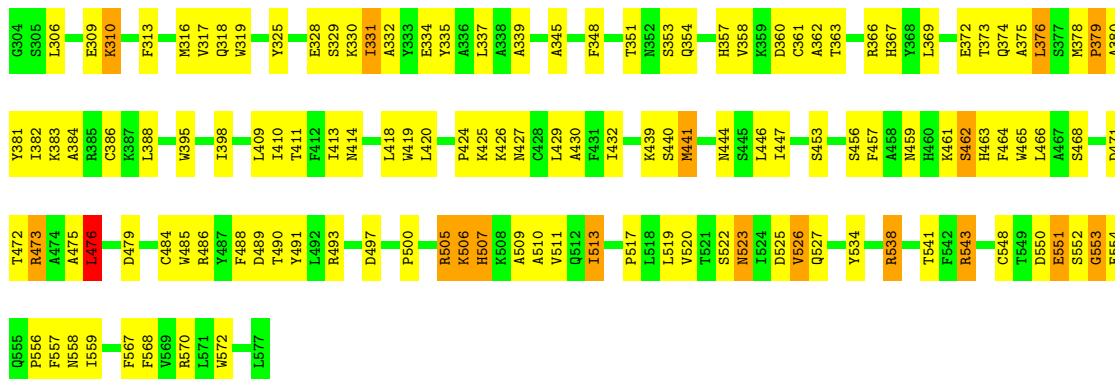 G304 S305 L306 E309 K310 F313 M316 V317 Q318 W319 Y325 E328 S329 K330 I331 A332 Y333 E334 Y335 A336 L337 A338 A339 A345 F348 T351 N352 S353 Q354 H357 V358 K359 D360 C361 A362 T363 R366 H367 Y368 L369 E372 T373 Q374 A375 L376 S377 M378 P379
Y381 I382 K383 A384 R385 C386 K387 L388 W395 I398 L409 I410 T411 F412 I413 N414 L418 W419 L420 P424 K425 K426 N427 C428 L429 A430 F431 I432 K439 S440 M441 N444 S445 L446 I447 S453 S456 F457 A458 N459 H460 K461 S462 H463 F464 W465 L466 A467 S468
T472 R473 A474 A475 L476 D479 C484 W485 R486 Y487 F488 D489 T490 Y491 L492 R493 D497 P500 R505 K506 H507 K508 A509 A510 V511 Q512 I513 P517 L518 L519 V520 T521 S522 N523 I524 D525 V526 Q527 Y534 R538 T541 F542 R543 C548 T549 D550 E551 S552 G553
Q555 P556 F557 N558 I559 F567 F568 V569 R570 L571 W572 L577